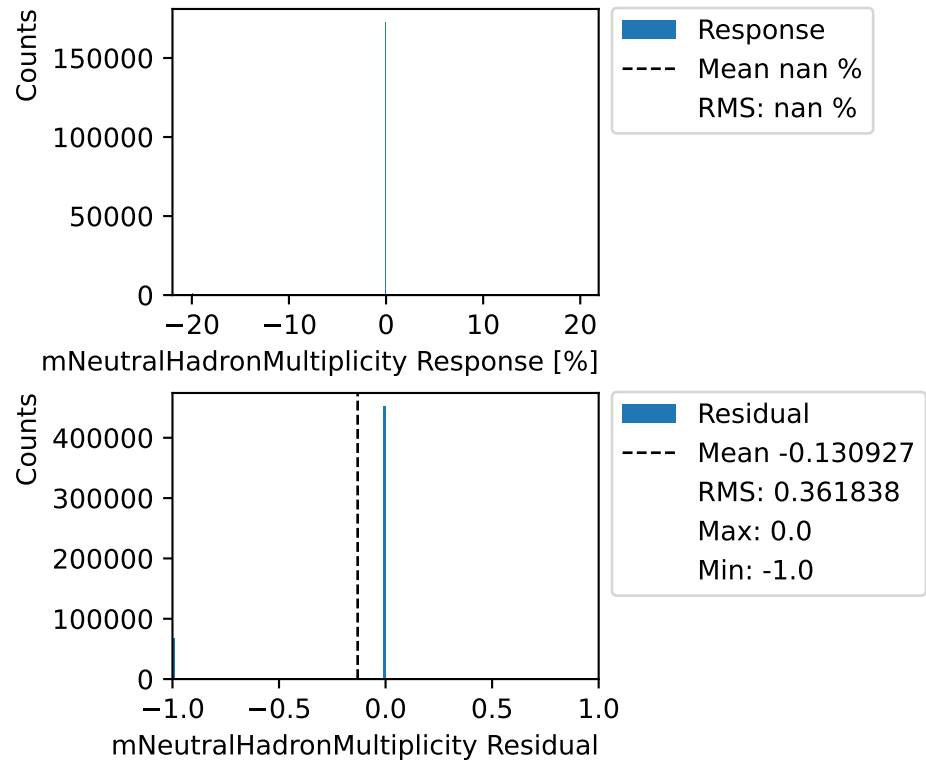 Counts
150000
100000
50000
0
−20 −10 0 10 20
mNeutralHadronMultiplicity Response [%]
Response
Mean nan %
RMS: nan %
Counts
400000
300000
200000
100000
0
−1.0 −0.5 0.0 0.5 1.0
mNeutralHadronMultiplicity Residual
Residual
Mean -0.130927
RMS: 0.361838
Max: 0.0
Min: -1.0